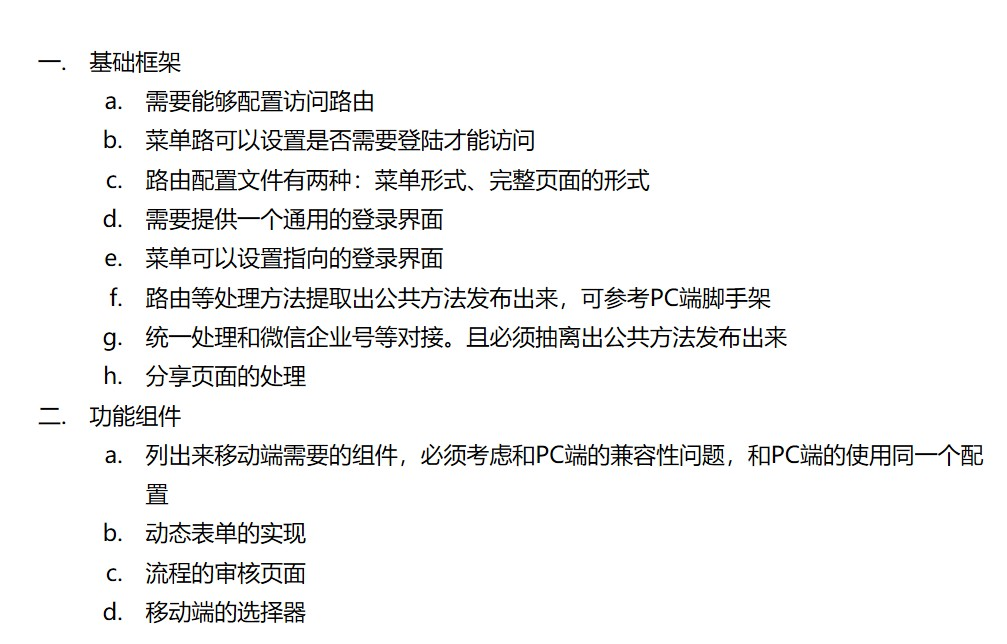 一. 基础框架
a. 需要能够配置访问路由
b. 菜单路可以设置是否需要登陆才能访问
c. 路由配置文件有两种：菜单形式、完整页面的形式
d. 需要提供一个通用的登录界面
e. 菜单可以设置指向的登录界面
f. 路由等处理方法提取出公共方法发布出来，可参考PC端脚手架
g. 统一处理和微信企业号等对接。且必须抽离出公共方法发布出来
h. 分享页面的处理
二. 功能组件
a. 列出来移动端需要的组件，必须考虑和PC端的兼容性问题，和PC端的使用同一个配
置
b. 动态表单的实现
c. 流程的审核页面
d. 移动端的选择器